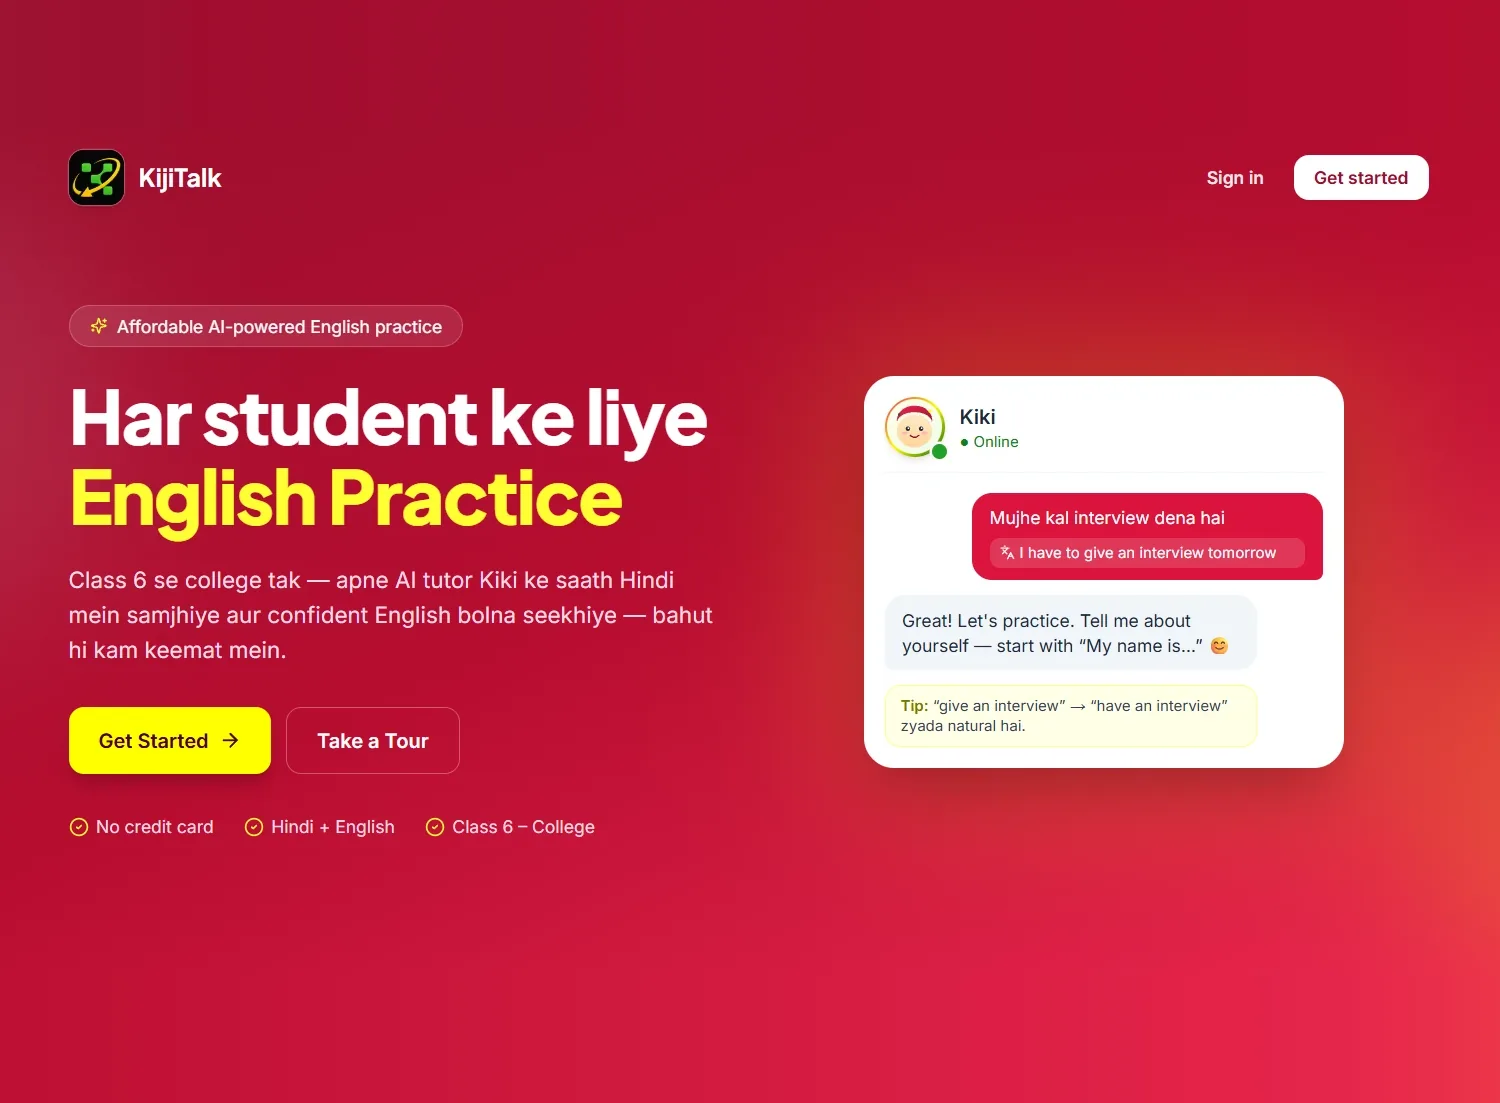 KijiTalk
Sign in
Get started
Affordable AI-powered English practice
Har student ke liye
English Practice
Class 6 se college tak — apne AI tutor Kiki ke saath Hindi
mein samjhiye aur confident English bolna seekhiye — bahut
hi kam keemat mein.
Get Started →
Take a Tour
No credit card
Hindi + English
Class 6 – College
Kiki
● Online
Mujhe kal interview dena hai
I have to give an interview tomorrow
Great! Let's practice. Tell me about
yourself — start with “My name is...” 😊
Tip: “give an interview” → “have an interview”
zyada natural hai.